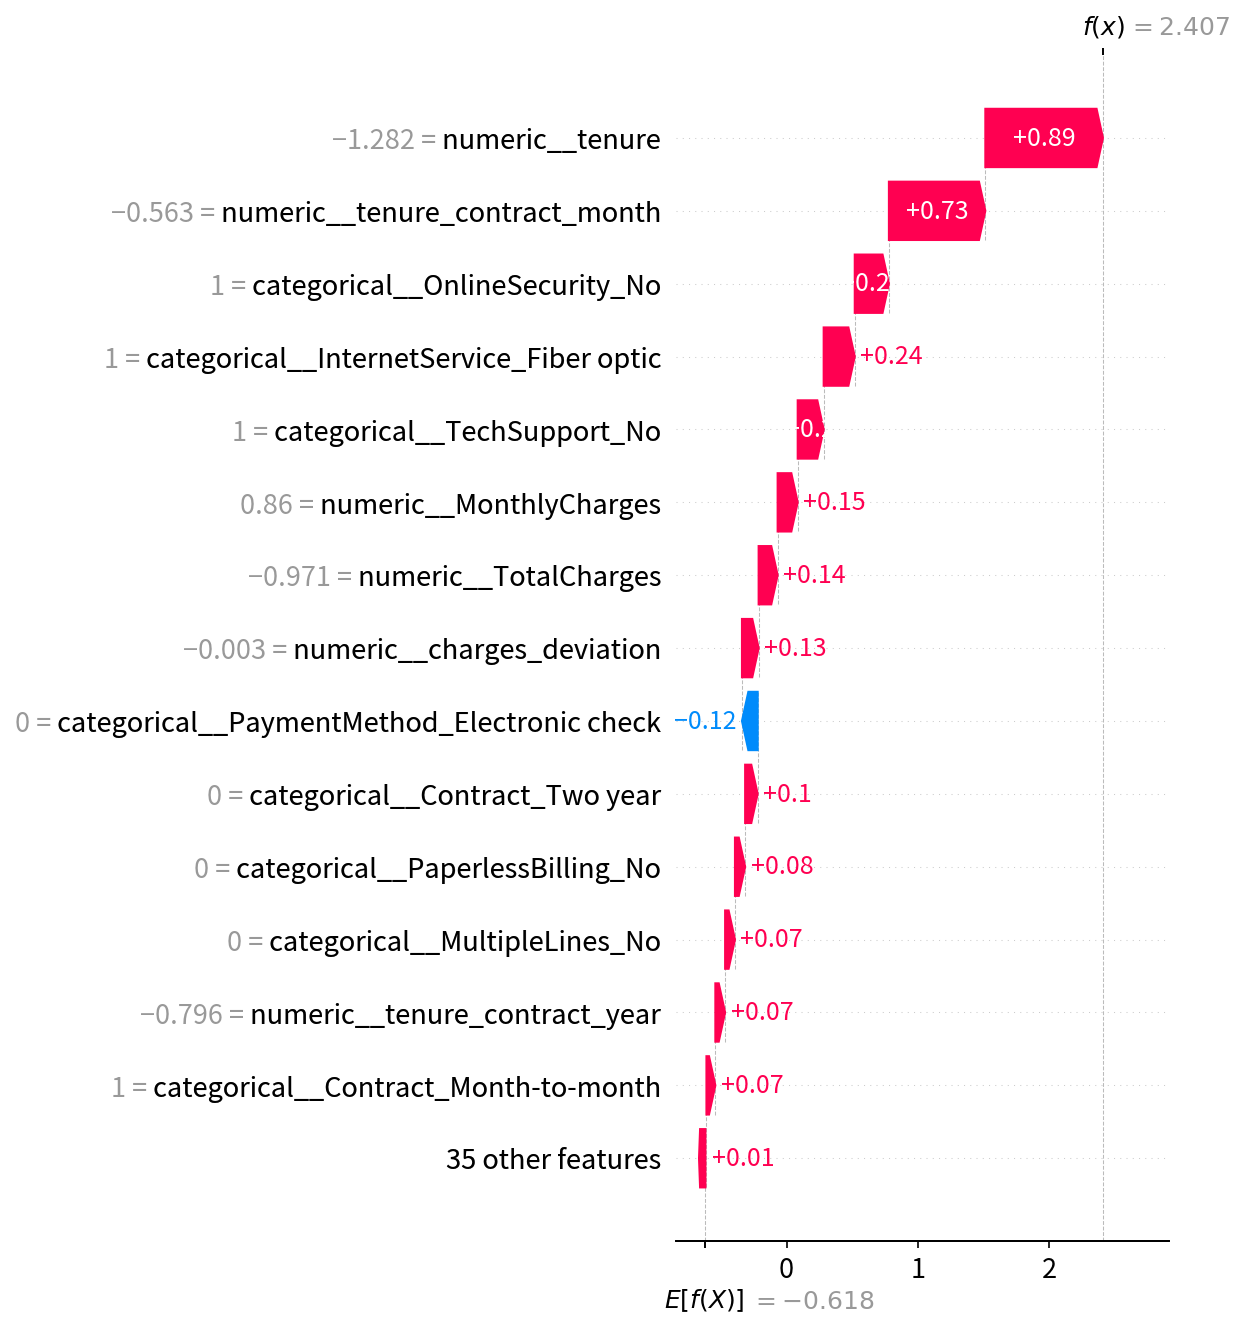 f(x) = 2.407
−1.282 = numeric__tenure
+0.89
−0.563 = numeric__tenure_contract_month
+0.73
1 = categorical__OnlineSecurity_No
0.2
1 = categorical__InternetService_Fiber optic
+0.24
1 = categorical__TechSupport_No
0.
0.86 = numeric__MonthlyCharges
+0.15
−0.971 = numeric__TotalCharges
+0.14
−0.003 = numeric__charges_deviation
+0.13
0 = categorical__PaymentMethod_Electronic check
−0.12
0 = categorical__Contract_Two year
+0.1
0 = categorical__PaperlessBilling_No
+0.08
0 = categorical__MultipleLines_No
+0.07
−0.796 = numeric__tenure_contract_year
+0.07
1 = categorical__Contract_Month-to-month
+0.07
35 other features
+0.01
0 1 2
E[f(X)] = −0.618